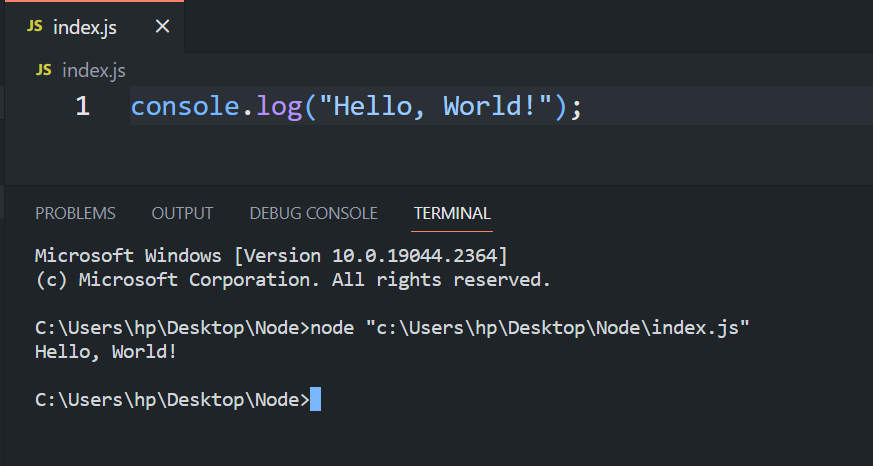 JS index.js ×
JS index.js
1 console.log("Hello, World!");
PROBLEMS OUTPUT DEBUG CONSOLE TERMINAL
Microsoft Windows [Version 10.0.19044.2364]
(c) Microsoft Corporation. All rights reserved.
C:\Users\hp\Desktop\Node>node "c:\Users\hp\Desktop\Node\index.js"
Hello, World!
C:\Users\hp\Desktop\Node>